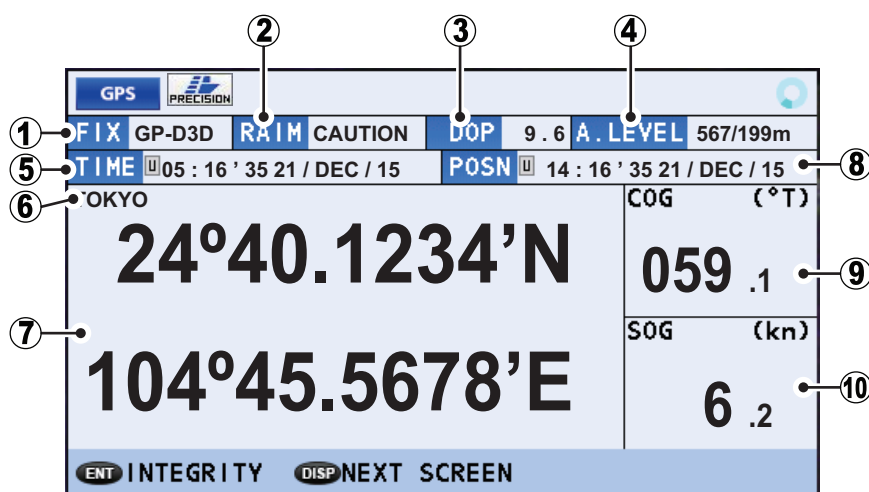 2 3 4
GPS PRECISION
1 FIX GP-D3D RAIM CAUTION DOP 9.6 A.LEVEL 567/199m
5 TIME U 05 : 16 ’ 35 21 / DEC / 15 POSN U 14 : 16 ’ 35 21 / DEC / 15 8
6 TOKYO COG (°T)
24º40.1234’N
059.1 9
7
SOG (kn)
104º45.5678’E
6.2 10
ENT INTEGRITY DISP NEXT SCREEN